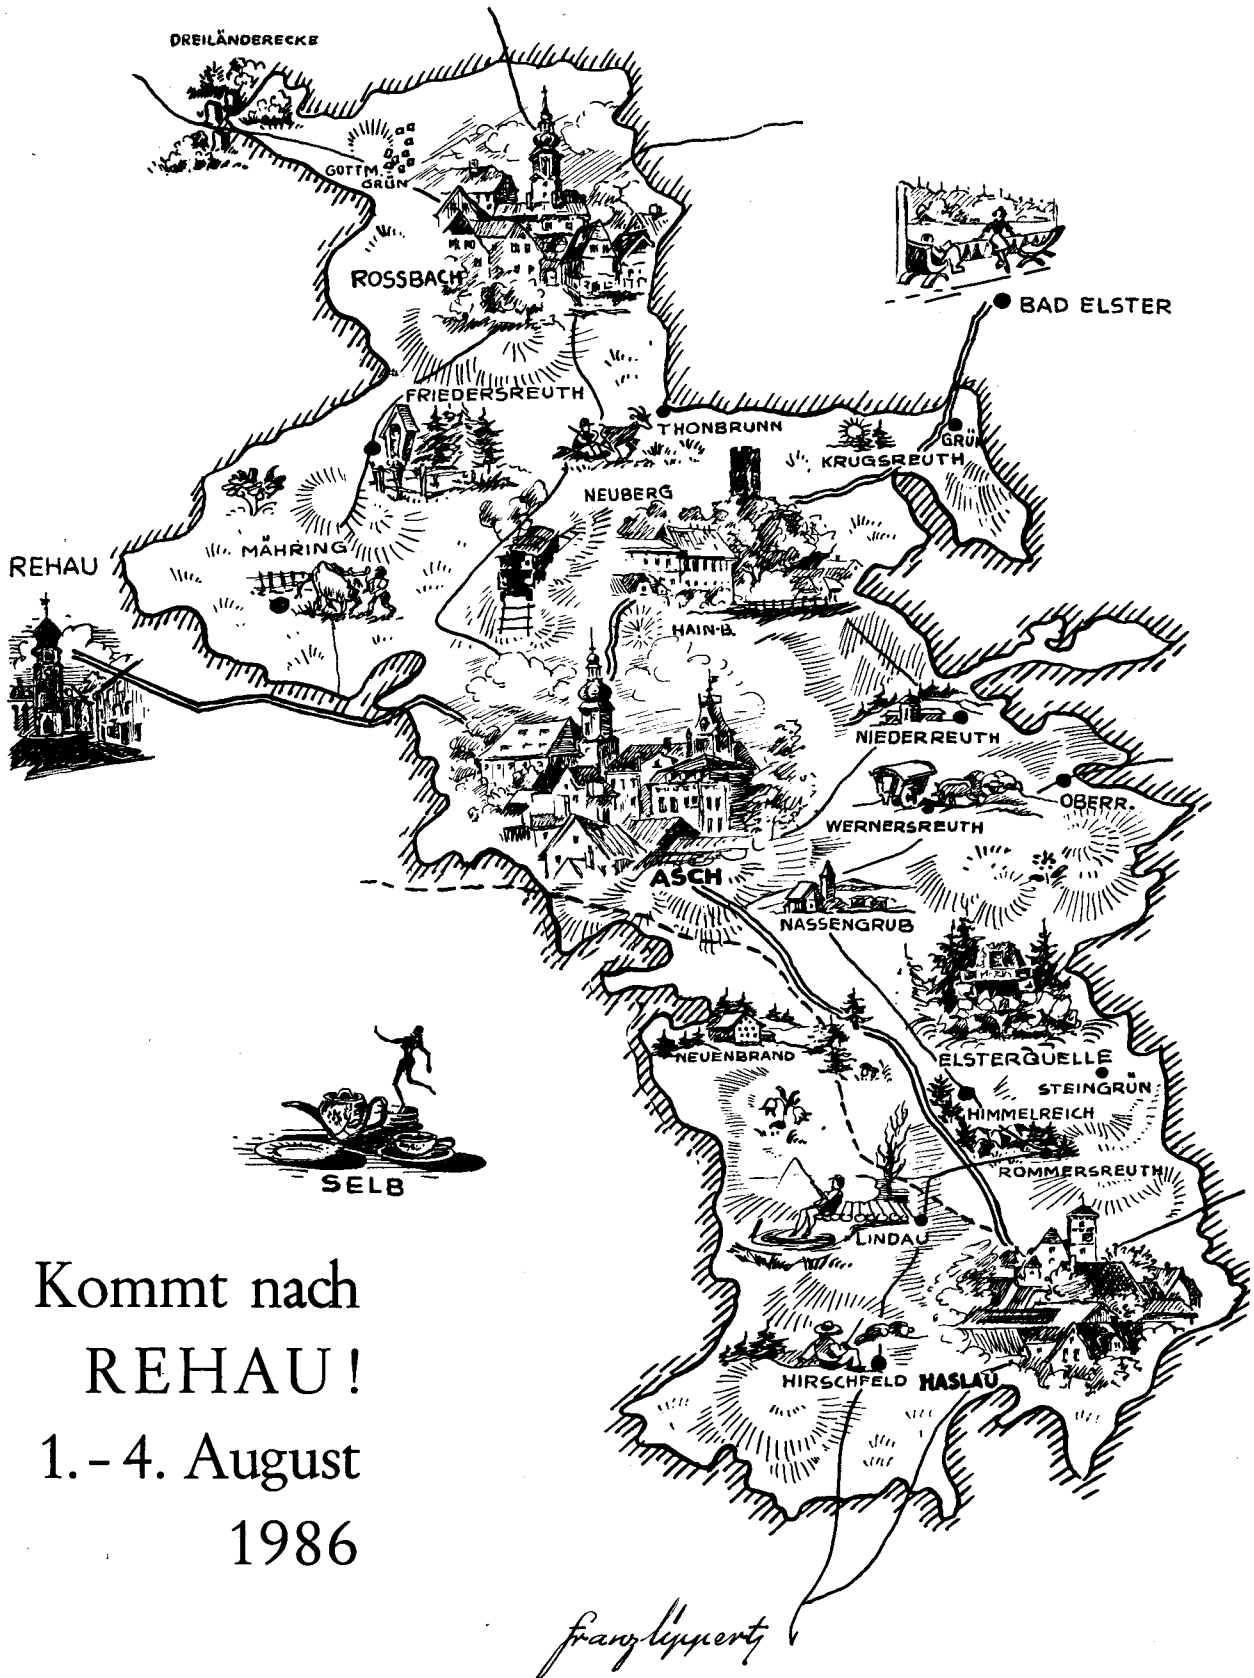 DREILÄNDERECKE
GOTTM.
GRÜN
ROSSBACH
BAD ELSTER
FRIEDERSREUTH
THONBRUNN
GRÜN
KRUGSREUTH
NEUBERG
MÄHRING
REHAU
HAIN-B.
NIEDERREUTH
OBERR.
WERNERSREUTH
ASCH
NASSENGRUB
NEUENBRAND
ELSTERQUELLE
STEINGRÜN
HIMMELREICH
ROMMERSREUTH
SELB
LINDAU
HIRSCHFELD
HASLAU
Kommt nach
REHAU!
1.-4. August
1986
franz lippert